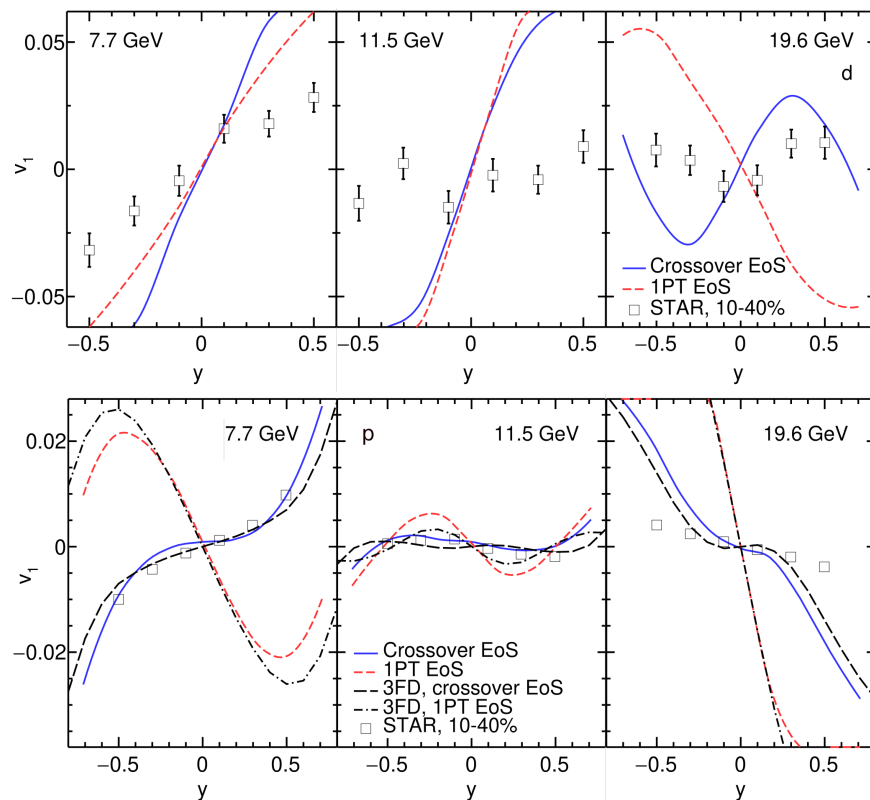 7.7 GeV
11.5 GeV
19.6 GeV
d
0.05
0
−0.05
v1
Crossover EoS
1PT EoS
STAR, 10-40%
−0.5 0 0.5
−0.5 0 0.5
−0.5 0 0.5
y y y
7.7 GeV
p
11.5 GeV
19.6 GeV
0.02
0
−0.02
v1
Crossover EoS
1PT EoS
3FD, crossover EoS
3FD, 1PT EoS
STAR, 10-40%
−0.5 0 0.5
−0.5 0 0.5
−0.5 0 0.5
y y y